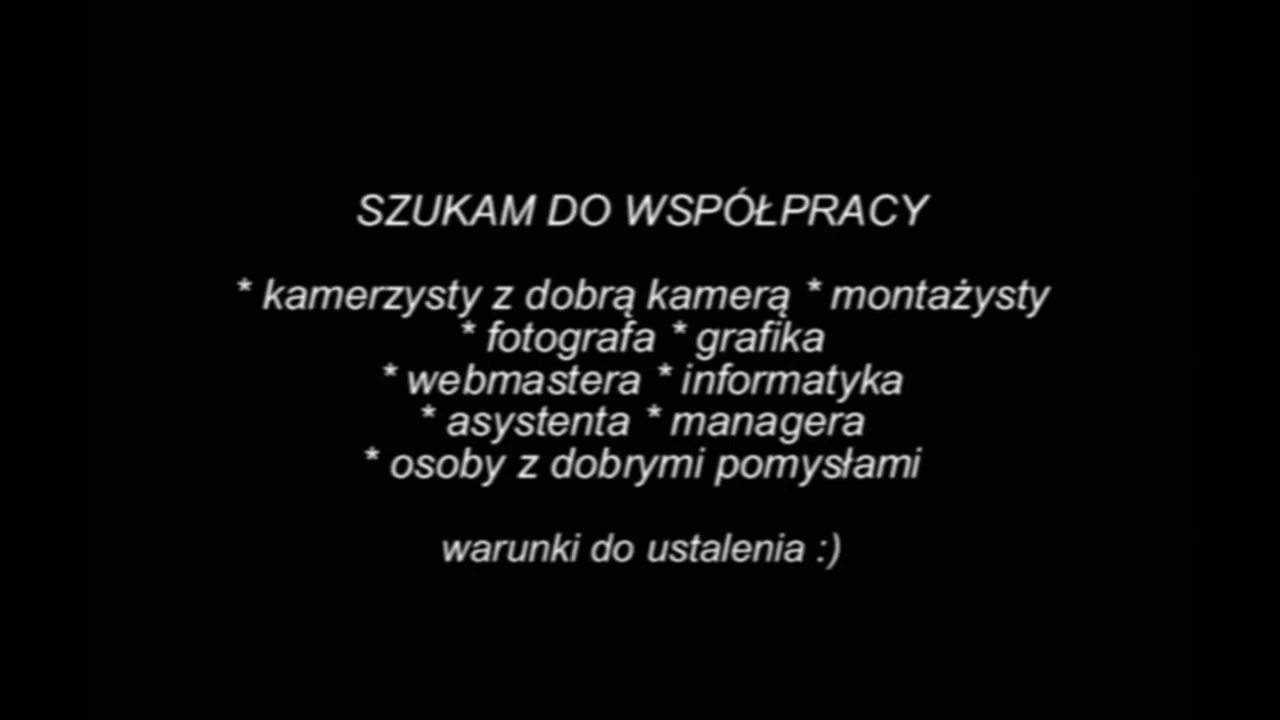 SZUKAM DO WSPÓŁPRACY
* kamerzysty z dobrą kamerą * montażysty
* fotografa * grafika
* webmastera * informatyka
* asystenta * managera
* osoby z dobrymi pomysłami
warunki do ustalenia :)